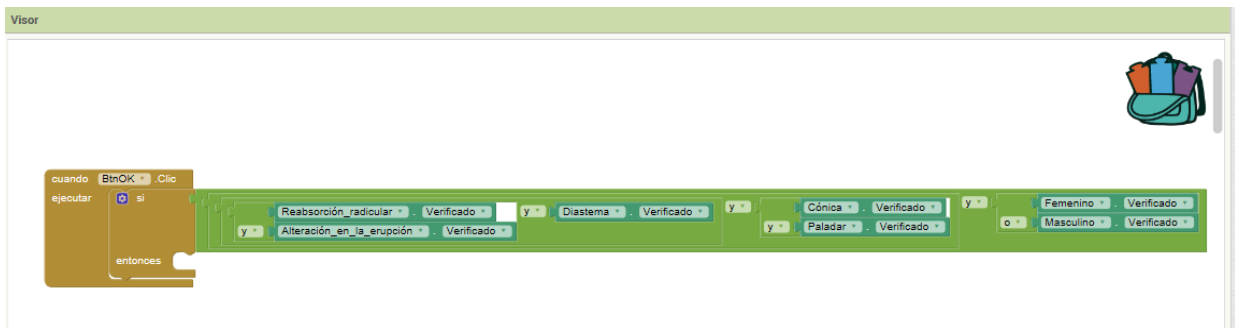 Visor
cuando BtnOK .Clic
ejecutar si
Reabsorción_radicular . Verificado y Diastema . Verificado y Cónica . Verificado y Femenino . Verificado
y Alteración_en_la_erupción . Verificado y Paladar . Verificado o Masculino . Verificado
entonces